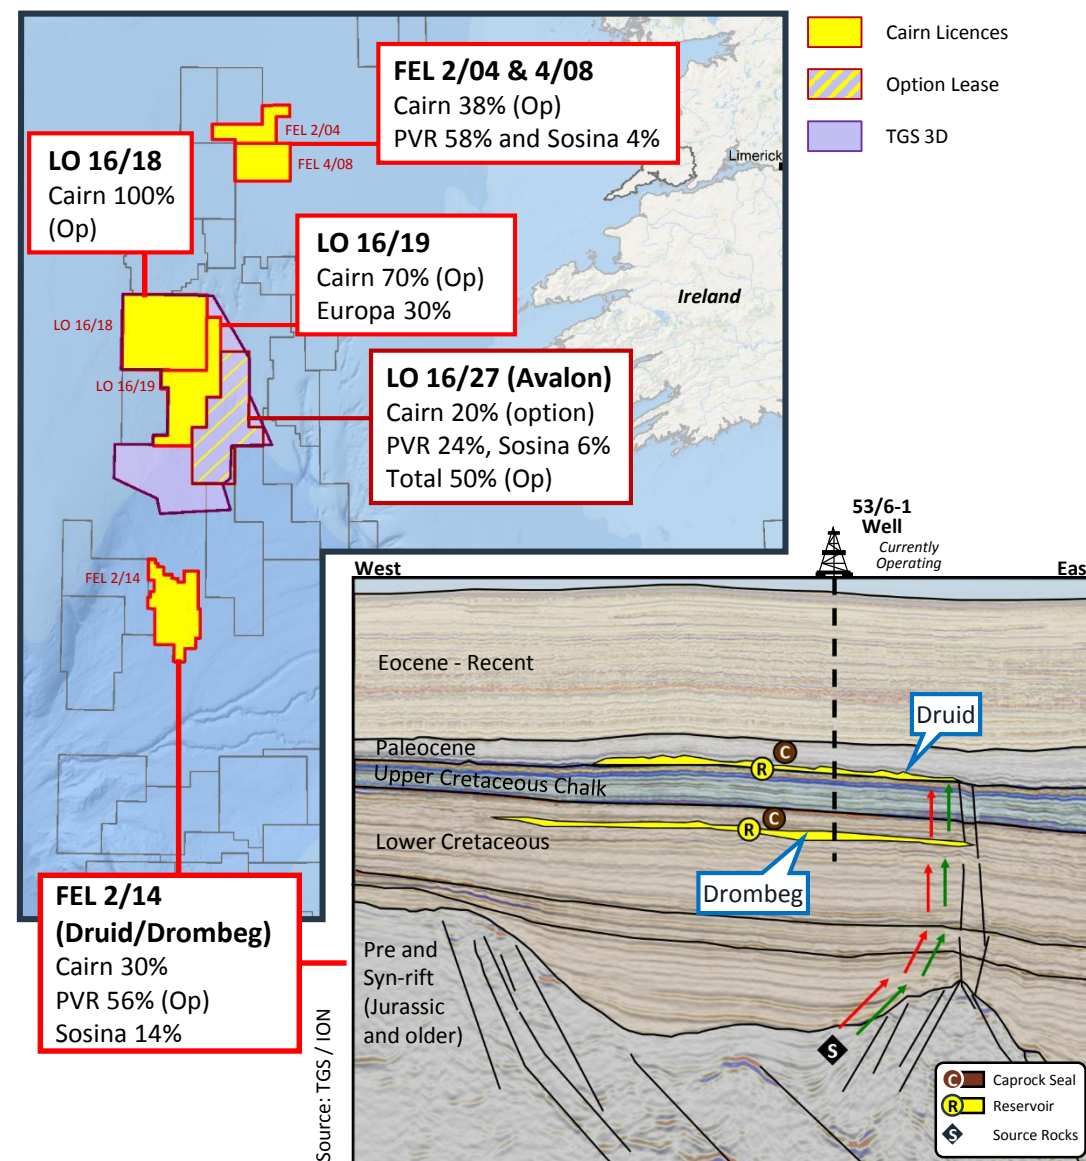 Cairn Licences
Option Lease
TGS 3D
FEL 2/04 & 4/08
Cairn 38% (Op)
PVR 58% and Sosina 4%
FEL 2/04
FEL 4/08
Limerick
LO 16/18
Cairn 100%
(Op)
LO 16/19
Cairn 70% (Op)
Europa 30%
Ireland
LO 16/18
LO 16/19
LO 16/27 (Avalon)
Cairn 20% (option)
PVR 24%, Sosina 6%
Total 50% (Op)
FEL 2/14
53/6-1
Well
Currently
Operating
West
Eas
Eocene - Recent
Druid
Paleocene
C
R
Upper Cretaceous Chalk
C
R
Lower Cretaceous
Drombeg
FEL 2/14
(Druid/Drombeg)
Cairn 30%
PVR 56% (Op)
Sosina 14%
Pre and
Syn-rift
(Jurassic
and older)
S
Source: TGS / ION
C Caprock Seal
R Reservoir
S Source Rocks